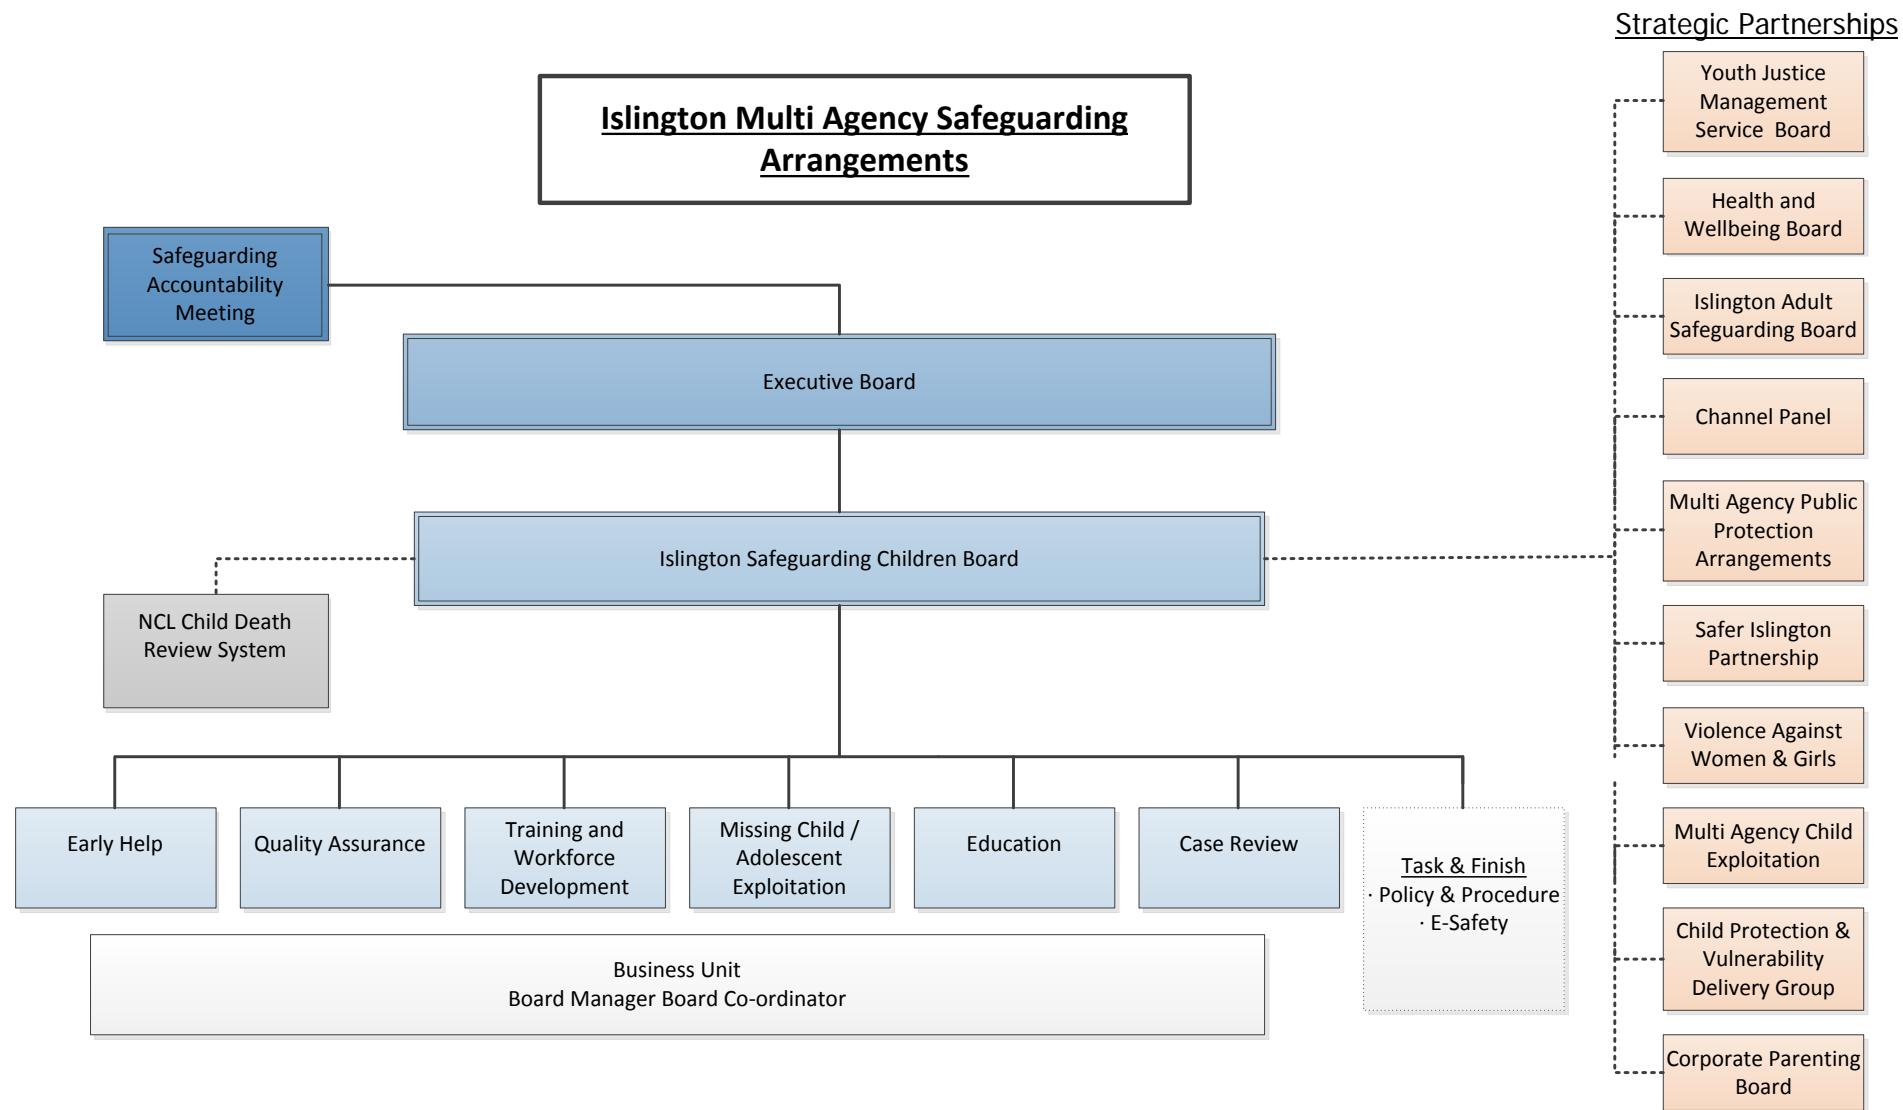 Strategic Partnerships
Islington Multi Agency Safeguarding
Arrangements
Safeguarding
Accountability
Meeting
Executive Board
Islington Safeguarding Children Board
NCL Child Death
Review System
Early Help
Quality Assurance
Training and
Workforce
Development
Missing Child /
Adolescent
Exploitation
Education
Case Review
Task & Finish
· Policy & Procedure
· E-Safety
Business Unit
Board Manager Board Co-ordinator
Youth Justice
Management
Service  Board
Health and
Wellbeing Board
Islington Adult
Safeguarding Board
Channel Panel
Multi Agency Public
Protection
Arrangements
Safer Islington
Partnership
Violence Against
Women & Girls
Multi Agency Child
Exploitation
Child Protection &
Vulnerability
Delivery Group
Corporate Parenting
Board